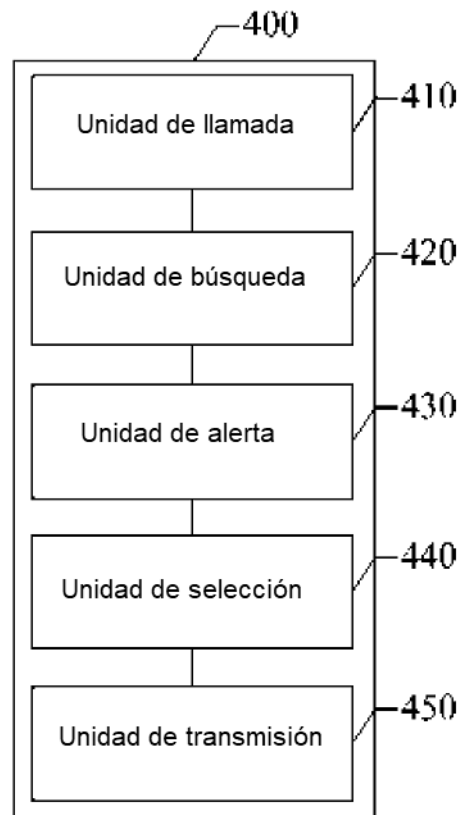 400
410
Unidad de llamada
420
Unidad de búsqueda
430
Unidad de alerta
440
Unidad de selección
450
Unidad de transmisión